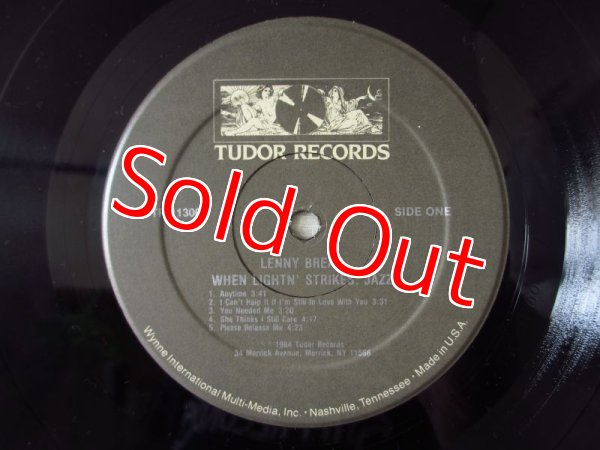 TUDOR RECORDS
SIDE ONE
Sold Out
LENNY
WHEN LIGHTN' STRIKES: JAZZ
1. Anytime 3:41
2. I Can't Help It If I'm Still In Love With You 3:31
3. You Needed Me 3:20
4. She Thinks I Still Care 4:17
5. Please Release Me 4:23
1984 Tudor Records
34 Merrick Avenue, Merrick, NY 11566
Wynne International Multi-Media, Inc. • Nashville, Tennessee • Made in U.S.A.